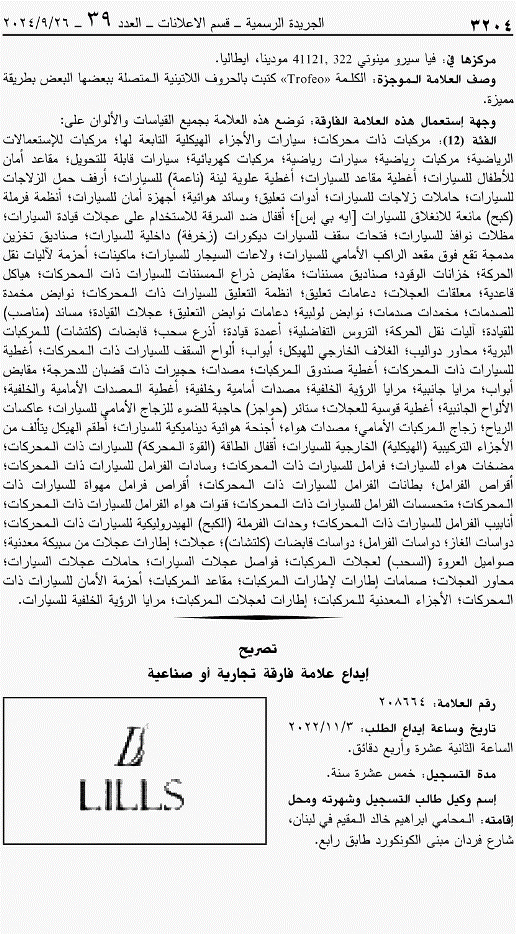 ٣٢٠٤ الجريدة الرسمية ـ قسم الاعلانات ـ العدد ٣٩ ـ ٢٠٢٤/٩/٢٦
مركزها في: فيا سيرو مينوتي 322 ,41121 مودينا، ايطاليا.
وصف العلامة الموجزة: الكلمة «Trofeo» كتبت بالحروف اللاتينية المتصلة ببعضها البعض بطريقة
مميزة.
وجهة إستعمال هذه العلامة الفارقة: توضع هذه العلامة بجميع القياسات والألوان على:
الفئة (12): مركبات ذات محركات؛ سيارات والأجزاء الهيكلية التابعة لها؛ مركبات للإستعمالات
الرياضية؛ مركبات رياضية؛ سيارات رياضية؛ مركبات كهربائية؛ سيارات قابلة للتحويل؛ مقاعد أمان
للأطفال للسيارات؛ أغطية مقاعد للسيارات؛ أغطية علوية لينة (ناعمة) للسيارات؛ أرفف حمل الزلاجات
للسيارات؛ حاملات زلاجات للسيارات؛ أدوات تعليق؛ وسائد هوائية؛ أجهزة أمان للسيارات؛ أنظمة فرملة
(كبح) مانعة للانغلاق للسيارات [ايه بي إس]؛ أقفال ضد السرقة للاستخدام على عجلات قيادة السيارات؛
مظلات نوافذ للسيارات؛ فتحات سقف للسيارات ديكورات (زخرفة) داخلية للسيارات؛ صناديق تخزين
مدمجة تقع فوق مقعد الراكب الأمامي للسيارات؛ ولاعات السيجار للسيارات؛ ماكينات؛ أحزمة لآليات نقل
الحركة؛ خزانات الوقود؛ صناديق مسننات؛ مقابض ذراع المسننات للسيارات ذات المحركات؛ هياكل
قاعدية؛ معلقات العجلات؛ دعامات تعليق؛ انظمة التعليق للسيارات ذات المحركات؛ نوابض مخمدة
للصدمات؛ مخمدات صدمات؛ نوابض لولبية؛ دعامات نوابض التعليق؛ عجلات القيادة؛ مساند (مناصب)
للقيادة؛ آليات نقل الحركة؛ التروس التفاضلية؛ أعمدة قيادة؛ أذرع سحب؛ قابضات (كلتشات) للمركبات
البرية؛ محاور دواليب؛ الغلاف الخارجي للهيكل؛ أبواب؛ ألواح السقف للسيارات ذات المحركات؛ أغطية
للسيارات ذات المحركات؛ أغطية صندوق المركبات؛ مصدات؛ حجيرات ذات قضبان للدحرجة؛ مقابض
أبواب؛ مرايا جانبية؛ مرايا الرؤية الخلفية؛ مصدات أمامية وخلفية؛ أغطية المصدات الأمامية والخلفية؛
الألواح الجانبية؛ أغطية قوسية للعجلات؛ ستائر (حواجز) حاجبة للضوء للزجاج الأمامي للسيارات؛ عاكسات
الرياح؛ زجاج المركبات الأمامي؛ مصدات هواء؛ أجنحة هوائية ديناميكية للسيارات؛ أطقم الهيكل يتألف من
الأجزاء التركيبية (الهيكلية) الخارجية للسيارات؛ أقفال الطاقة (القوة المحركة) للسيارات ذات المحركات؛
مضخات هواء للسيارات؛ فرامل للسيارات ذات المحركات؛ وسادات الفرامل للسيارات ذات المحركات؛
أقراص الفرامل؛ بطانات الفرامل للسيارات ذات المحركات؛ أقراص فرامل مهواة للسيارات ذات
المحركات؛ متحسسات الفرامل للسيارات ذات المحركات؛ قنوات هواء الفرامل للسيارات ذات المحركات؛
أنابيب الفرامل للسيارات ذات المحركات؛ وحدات الفرملة (الكبح) الهيدروليكية للسيارات ذات المحركات؛
دواسات الغاز؛ دواسات الفرامل؛ دواسات قابضات (كلتشات)؛ عجلات؛ إطارات عجلات من سبيكة معدنية؛
صواميل العروة (السحب) لعجلات المركبات؛ فواصل عجلات السيارات؛ حاملات عجلات السيارات؛
محاور العجلات؛ صمامات إطارات لإطارات المركبات؛ مقاعد المركبات؛ أحزمة الأمان للسيارات ذات
المحركات؛ الأجزاء المعدنية للمركبات؛ إطارات لعجلات المركبات؛ مرايا الرؤية الخلفية للسيارات.
تصريح
إيداع علامة فارقة تجارية أو صناعية
رقم العلامة: ٢٠٨٦٦٤
تاريخ وساعة إيداع الطلب: ٢٠٢٢/١١/٣
الساعة الثانية عشرة وأربع دقائق.
مدة التسجيل: خمس عشرة سنة.
إسم وكيل طالب التسجيل وشهرته ومحل
إقامته: المحامي ابراهيم خالد المقيم في لبنان،
شارع فردان مبنى الكونكورد طابق رابع.
LILLS